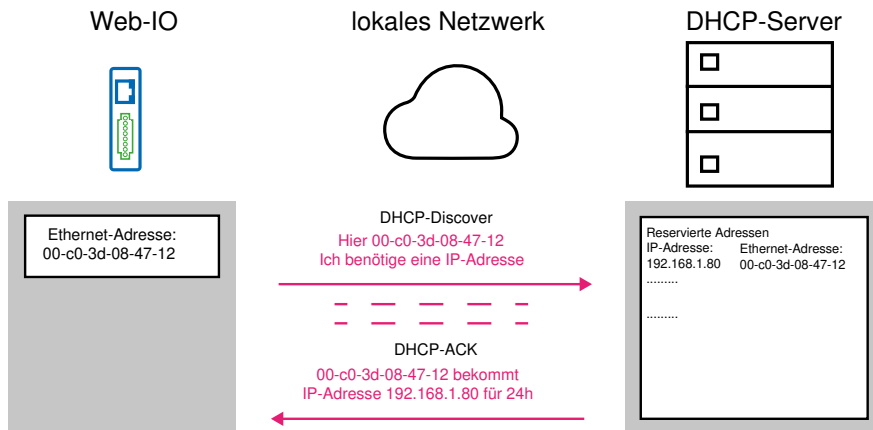 Web-IO
lokales Netzwerk
DHCP-Server
Ethernet-Adresse:
00-c0-3d-08-47-12
DHCP-Discover
Hier 00-c0-3d-08-47-12
Ich benötige eine IP-Adresse
DHCP-ACK
00-c0-3d-08-47-12 bekommt
IP-Adresse 192.168.1.80 für 24h
Reservierte Adressen
IP-Adresse: Ethernet-Adresse:
192.168.1.80 00-c0-3d-08-47-12
.........
.........